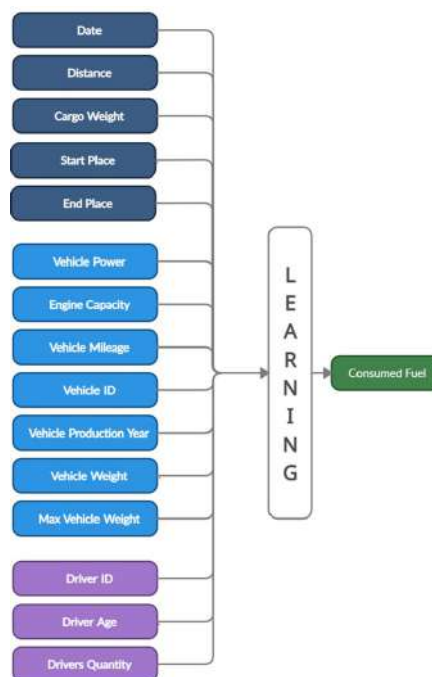 Date
Distance
Cargo Weight
Start Place
End Place
Vehicle Power
Engine Capacity
Vehicle Mileage
Vehicle ID
Vehicle Production Year
Vehicle Weight
Max Vehicle Weight
Driver ID
Driver Age
Drivers Quantity
LEARNING
Consumed Fuel